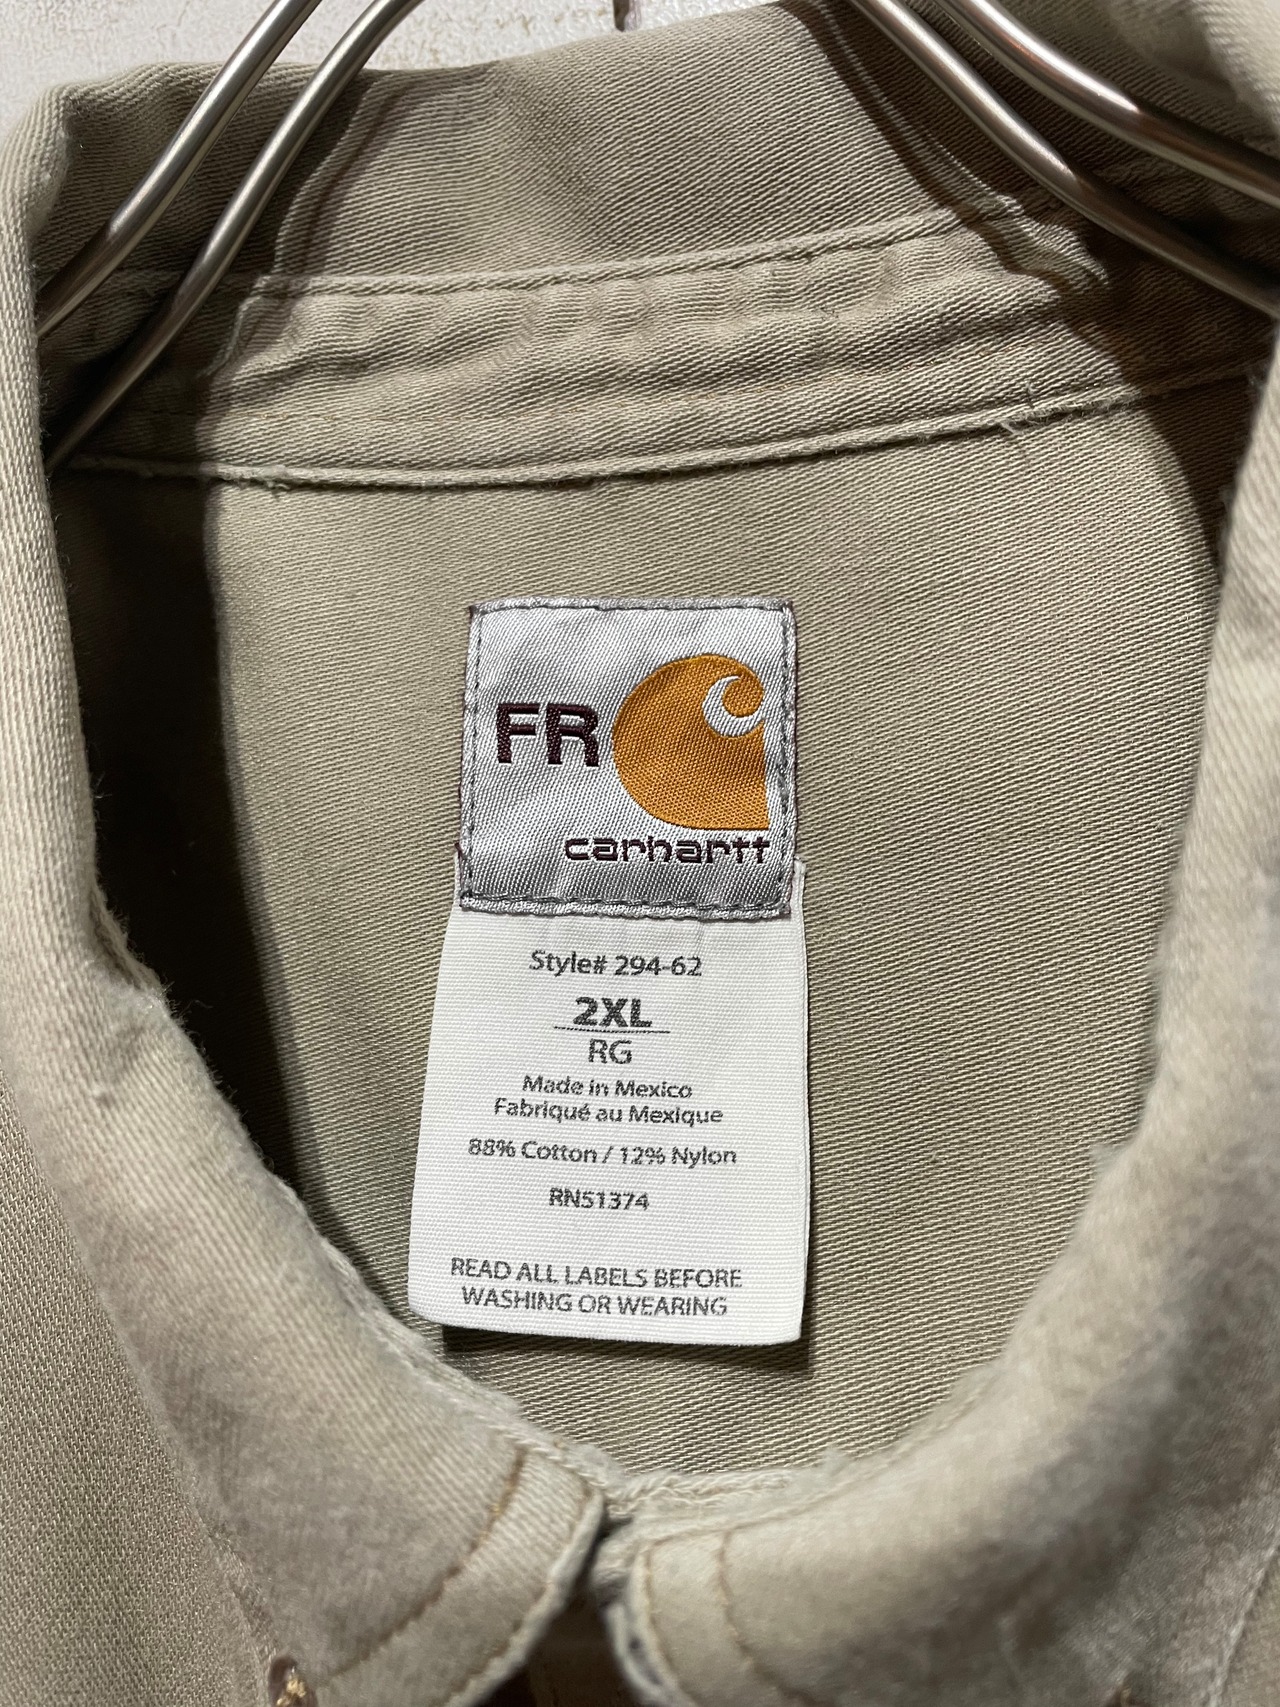 FR
carhartt
Style# 294-62
2XL
RG
Made in Mexico
Fabriqué au Mexique
88% Cotton / 12% Nylon
RN51374
READ ALL LABELS BEFORE
WASHING OR WEARING